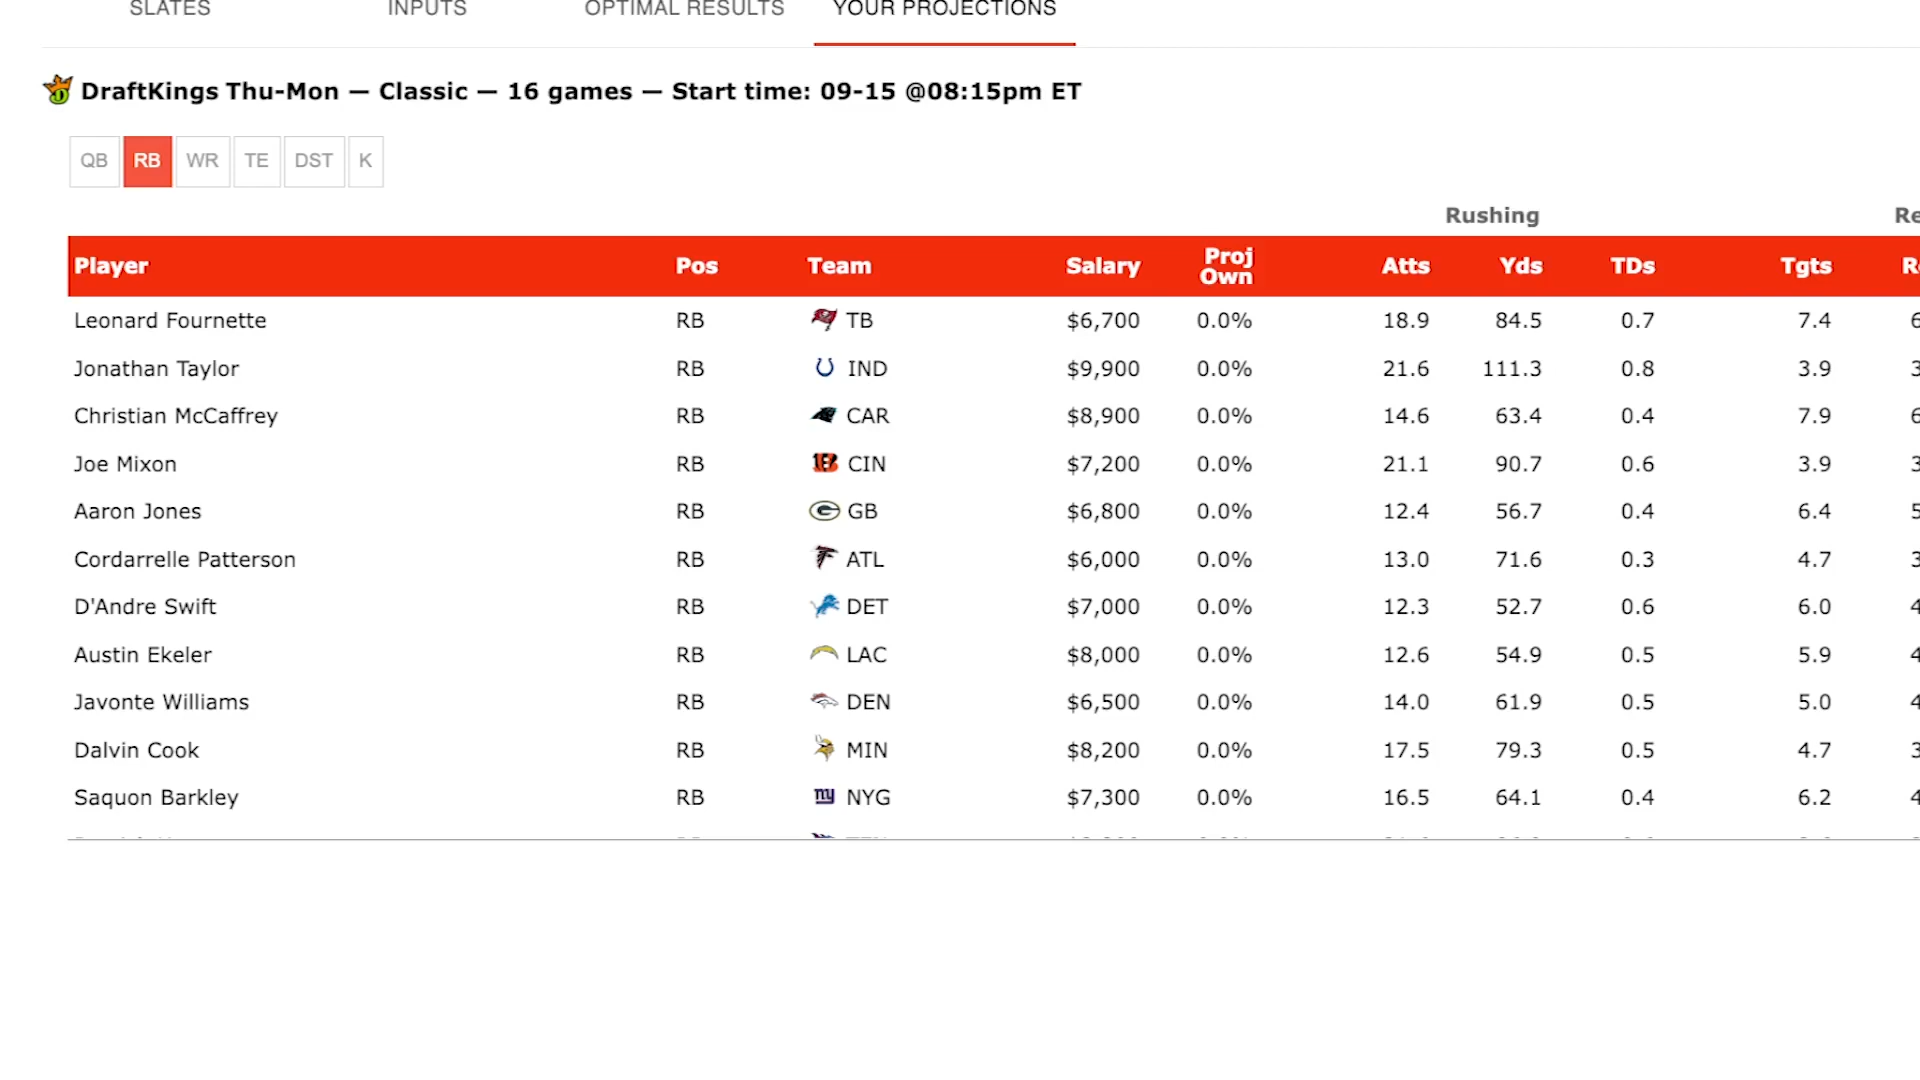 SLATES INPUTS OPTIMAL RESULTS YOUR PROJECTIONS
DraftKings Thu-Mon — Classic — 16 games — Start time: 09-15 @08:15pm ET
QB RB WR TE DST K
Rushing
Player Pos Team Salary Proj Own Atts Yds TDs Tgts
Leonard Fournette RB TB $6,700 0.0% 18.9 84.5 0.7 7.4
Jonathan Taylor RB IND $9,900 0.0% 21.6 111.3 0.8 3.9
Christian McCaffrey RB CAR $8,900 0.0% 14.6 63.4 0.4 7.9
Joe Mixon RB CIN $7,200 0.0% 21.1 90.7 0.6 3.9
Aaron Jones RB GB $6,800 0.0% 12.4 56.7 0.4 6.4
Cordarrelle Patterson RB ATL $6,000 0.0% 13.0 71.6 0.3 4.7
D'Andre Swift RB DET $7,000 0.0% 12.3 52.7 0.6 6.0
Austin Ekeler RB LAC $8,000 0.0% 12.6 54.9 0.5 5.9
Javonte Williams RB DEN $6,500 0.0% 14.0 61.9 0.5 5.0
Dalvin Cook RB MIN $8,200 0.0% 17.5 79.3 0.5 4.7
Saquon Barkley RB NYG $7,300 0.0% 16.5 64.1 0.4 6.2